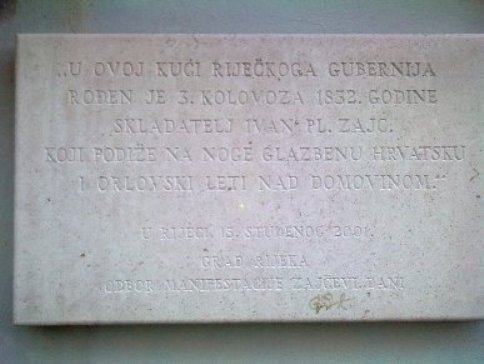 „U OVOJ KUĆI RIJEČKOGA GUBERNIJA
ROĐEN JE 3. KOLOVOZA 1832. GODINE
SKLADATELJ IVAN PL. ZAJC.
KOJI PODIŽE NA NOGE GLAZBENU HRVATSKU
I ORLOVSKI LETI NAD DOMOVINOM.“
U RIJECI, 15. STUDENOG 2001.
GRAD RIJEKA
ODBOR MANIFESTACIJE ZAJČEVI DANI